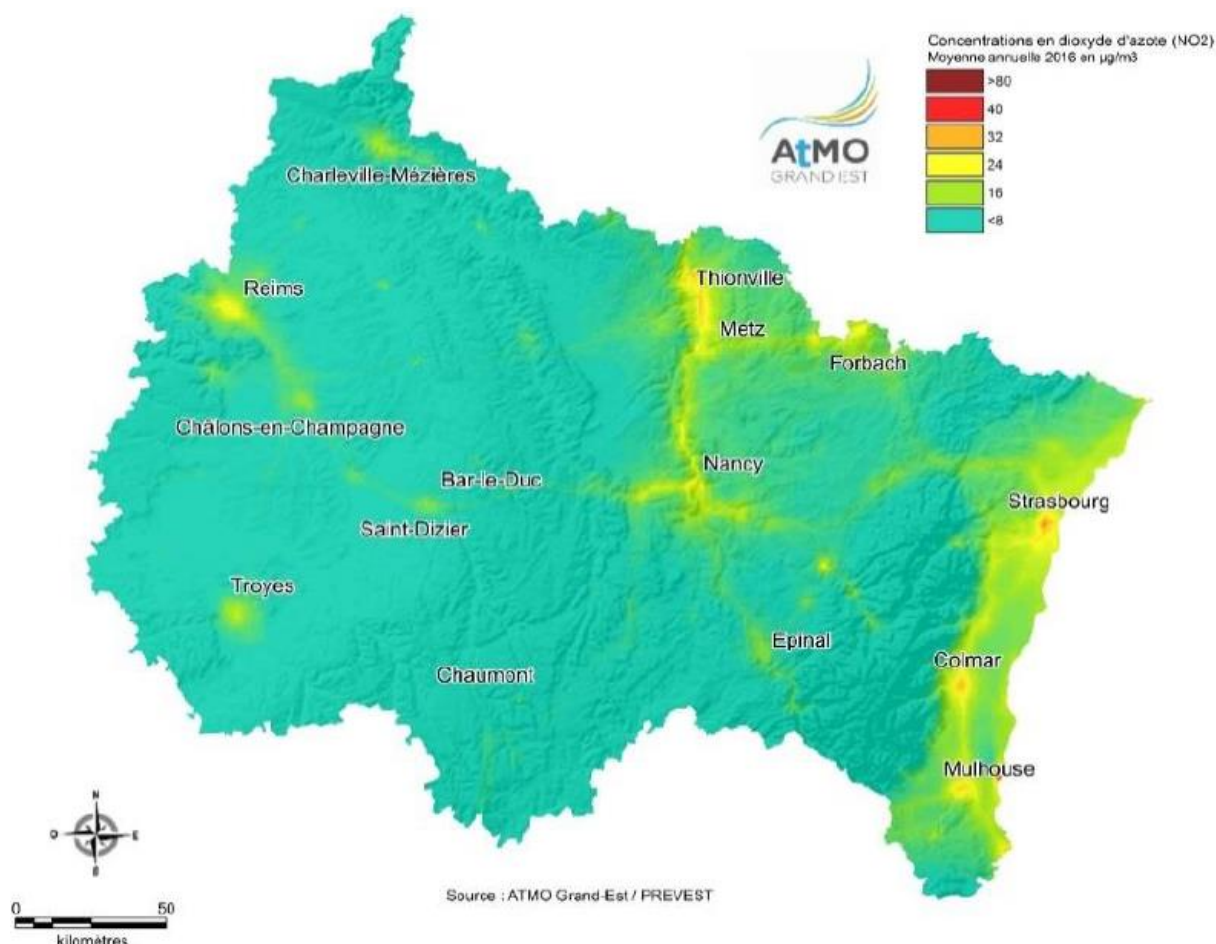 Concentrations en dioxyde d'azote (NO2)
Moyenne annuelle 2016 en µg/m3
>80
40
32
24
16
<8
AtMO
GRAND EST
Charleville-Mézières
Reims
Thionville
Metz
Forbach
Châlons-en-Champagne
Bar-le-Duc
Nancy
Saint-Dizier
Strasbourg
Troyes
Epinal
Chaumont
Colmar
Mulhouse
N
O
E
S
Source : ATMO Grand-Est / PREVEST
0 50
kilomètres